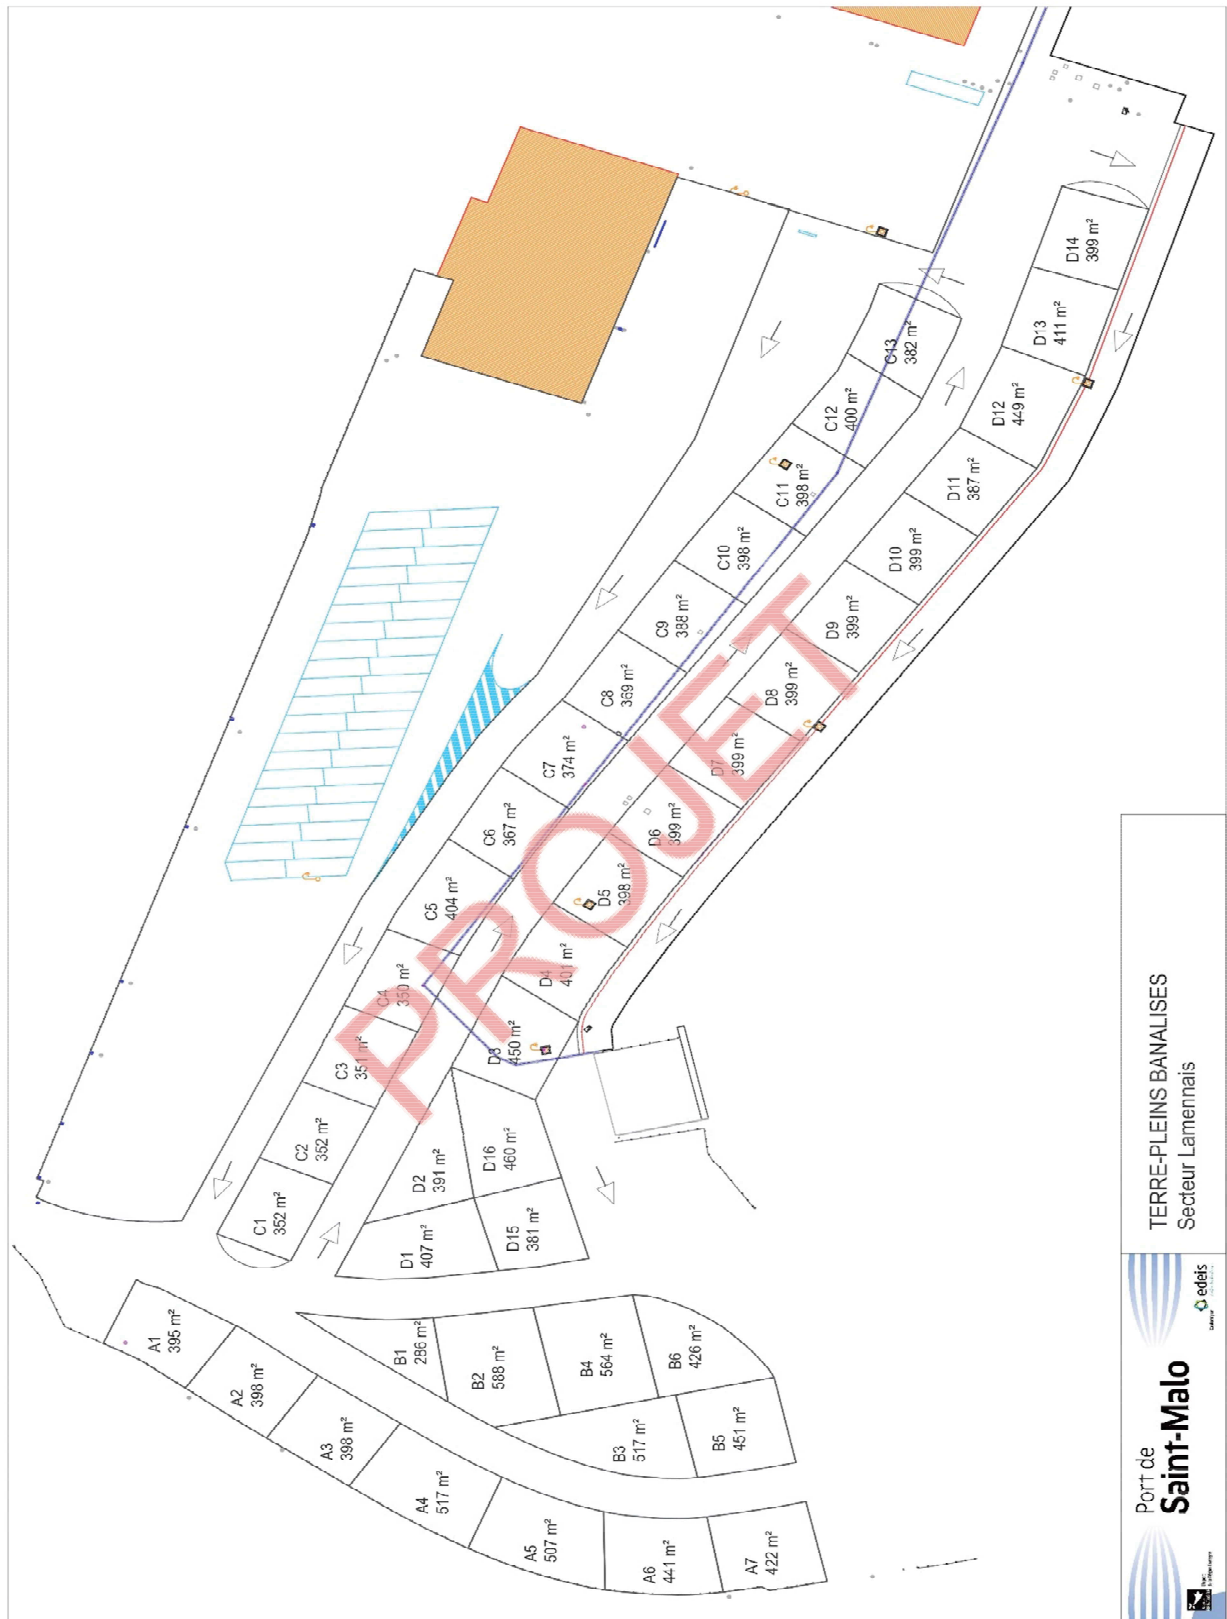 A1
395 m²
A2
398 m²
A3
398 m²
A4
517 m²
A5
507 m²
A6
441 m²
A7
422 m²
B1
286 m²
B2
588 m²
B3
517 m²
B4
564 m²
B5
451 m²
B6
426 m²
C1
352 m²
C2
352 m²
C3
351 m²
C4
350 m²
C5
404 m²
C6
367 m²
C7
374 m²
C8
369 m²
C9
388 m²
C10
398 m²
C11
398 m²
C12
400 m²
C13
382 m²
D1
407 m²
D2
391 m²
D3
450 m²
D4
401 m²
D5
398 m²
D6
399 m²
D7
399 m²
D8
399 m²
D9
399 m²
D10
399 m²
D11
387 m²
D12
449 m²
D13
411 m²
D14
399 m²
D15
381 m²
D16
460 m²
PROJET
Port de
Saint-Malo
edeis
TERRE-PLEINS BANALISES
Secteur Lamennais